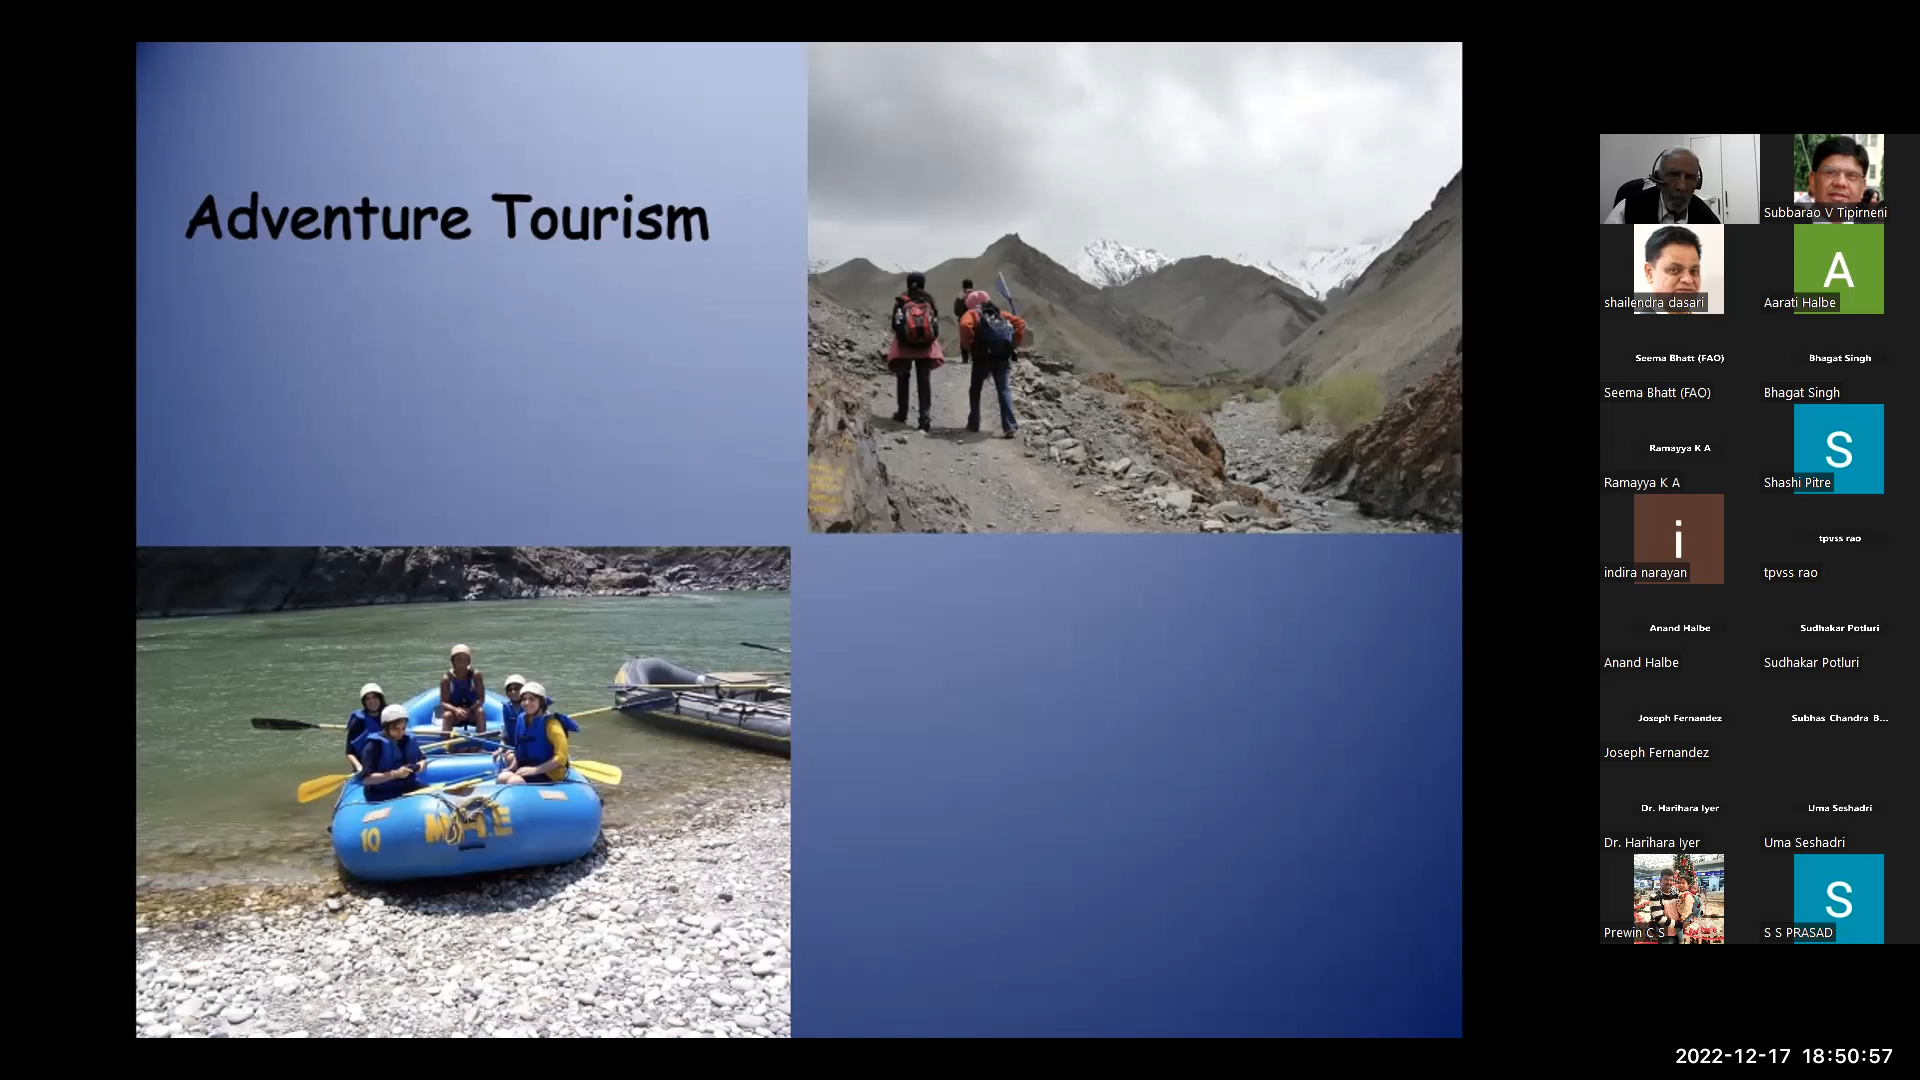 Adventure Tourism
10
Subbarao V Tipirneni
shailendra dasari
A
Aarati Halbe
Seema Bhatt (FAO)
Seema Bhatt (FAO)
Bhagat Singh
Bhagat Singh
Ramayya K A
Ramayya K A
S
Shashi Pitre
i
indira narayan
tpvss rao
tpvss rao
Anand Halbe
Anand Halbe
Sudhakar Potluri
Sudhakar Potluri
Joseph Fernandez
Joseph Fernandez
Subhas Chandra B...
Dr. Harihara Iyer
Dr. Harihara Iyer
Uma Seshadri
Uma Seshadri
Prewin C S
S
S S PRASAD
2022-12-17 18:50:57